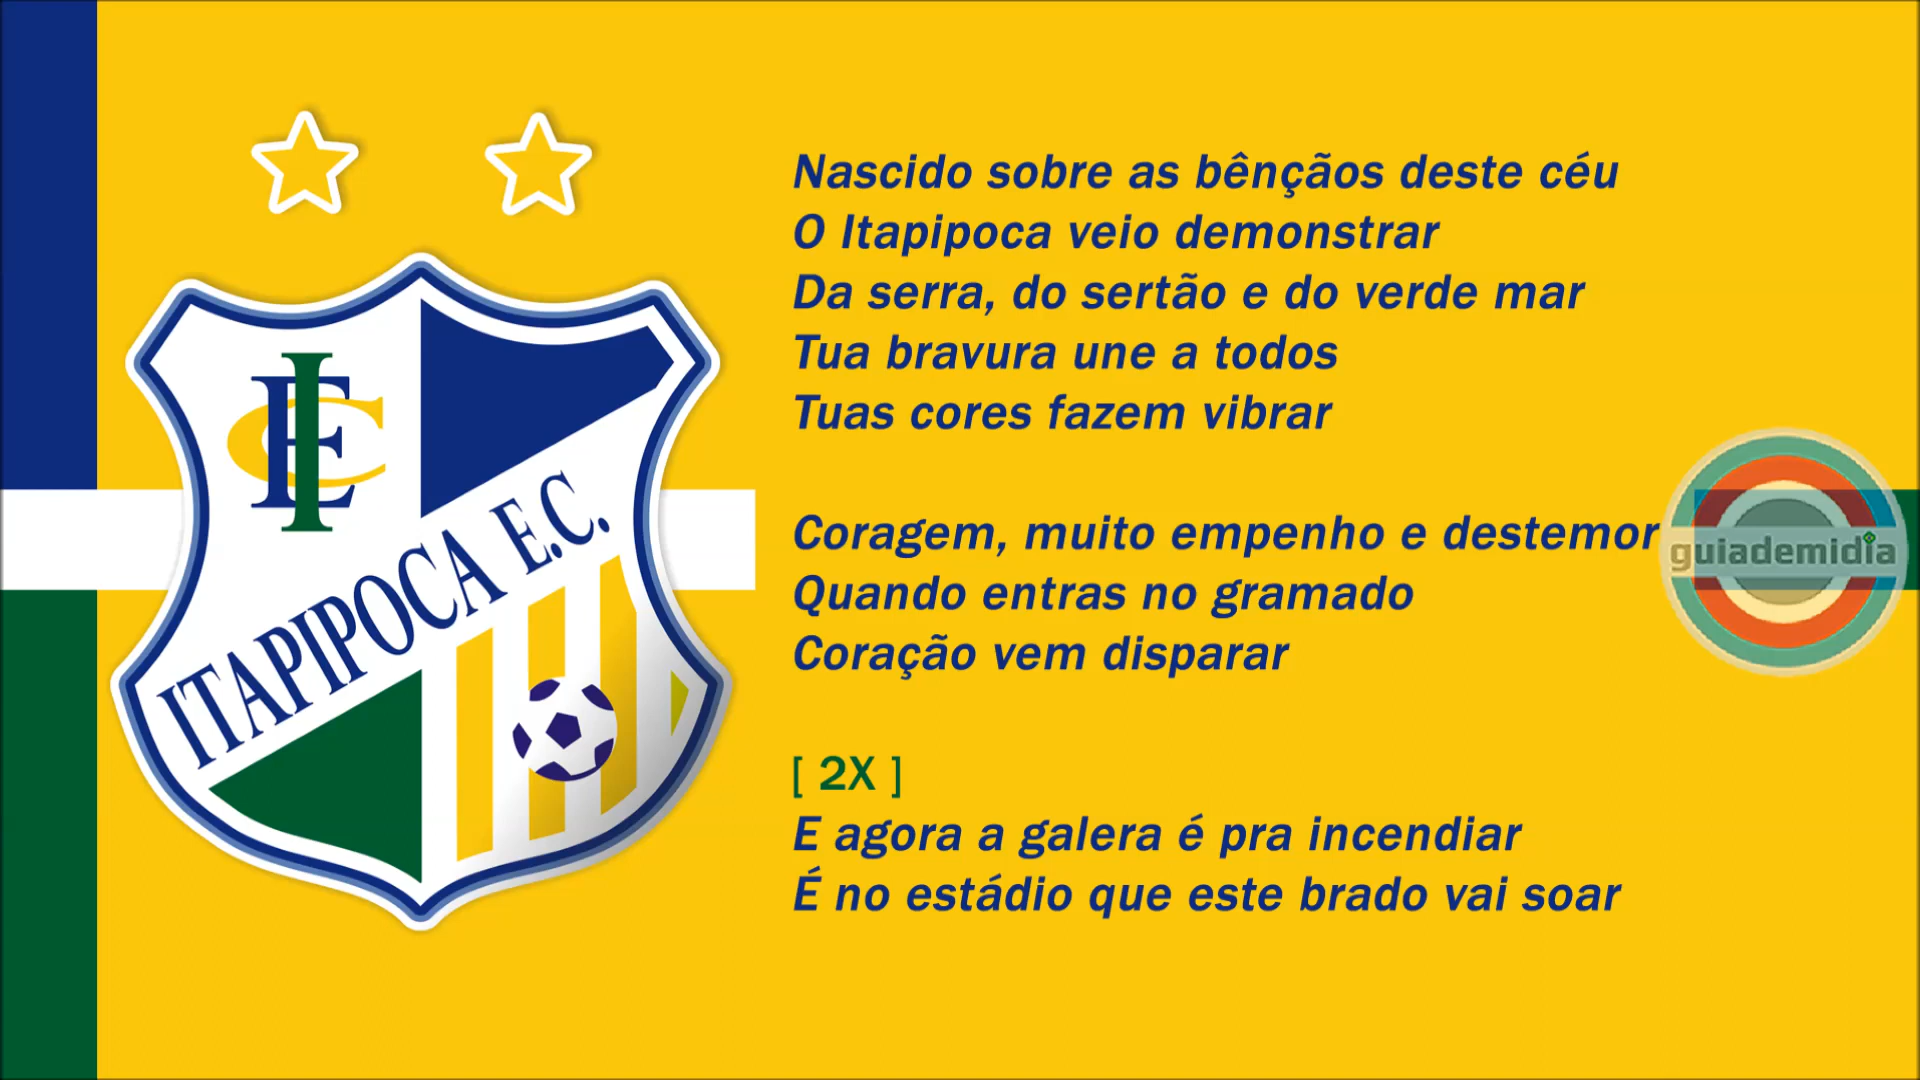 IEC
ITAPIPOCA E.C.
Nascido sobre as bênçãos deste céu
O Itapipoca veio demonstrar
Da serra, do sertão e do verde mar
Tua bravura une a todos
Tuas cores fazem vibrar
Coragem, muito empenho e destemor
Quando entras no gramado
Coração vem disparar
[ 2X ]
E agora a galera é pra incendiar
É no estádio que este brado vai soar
guiademidia